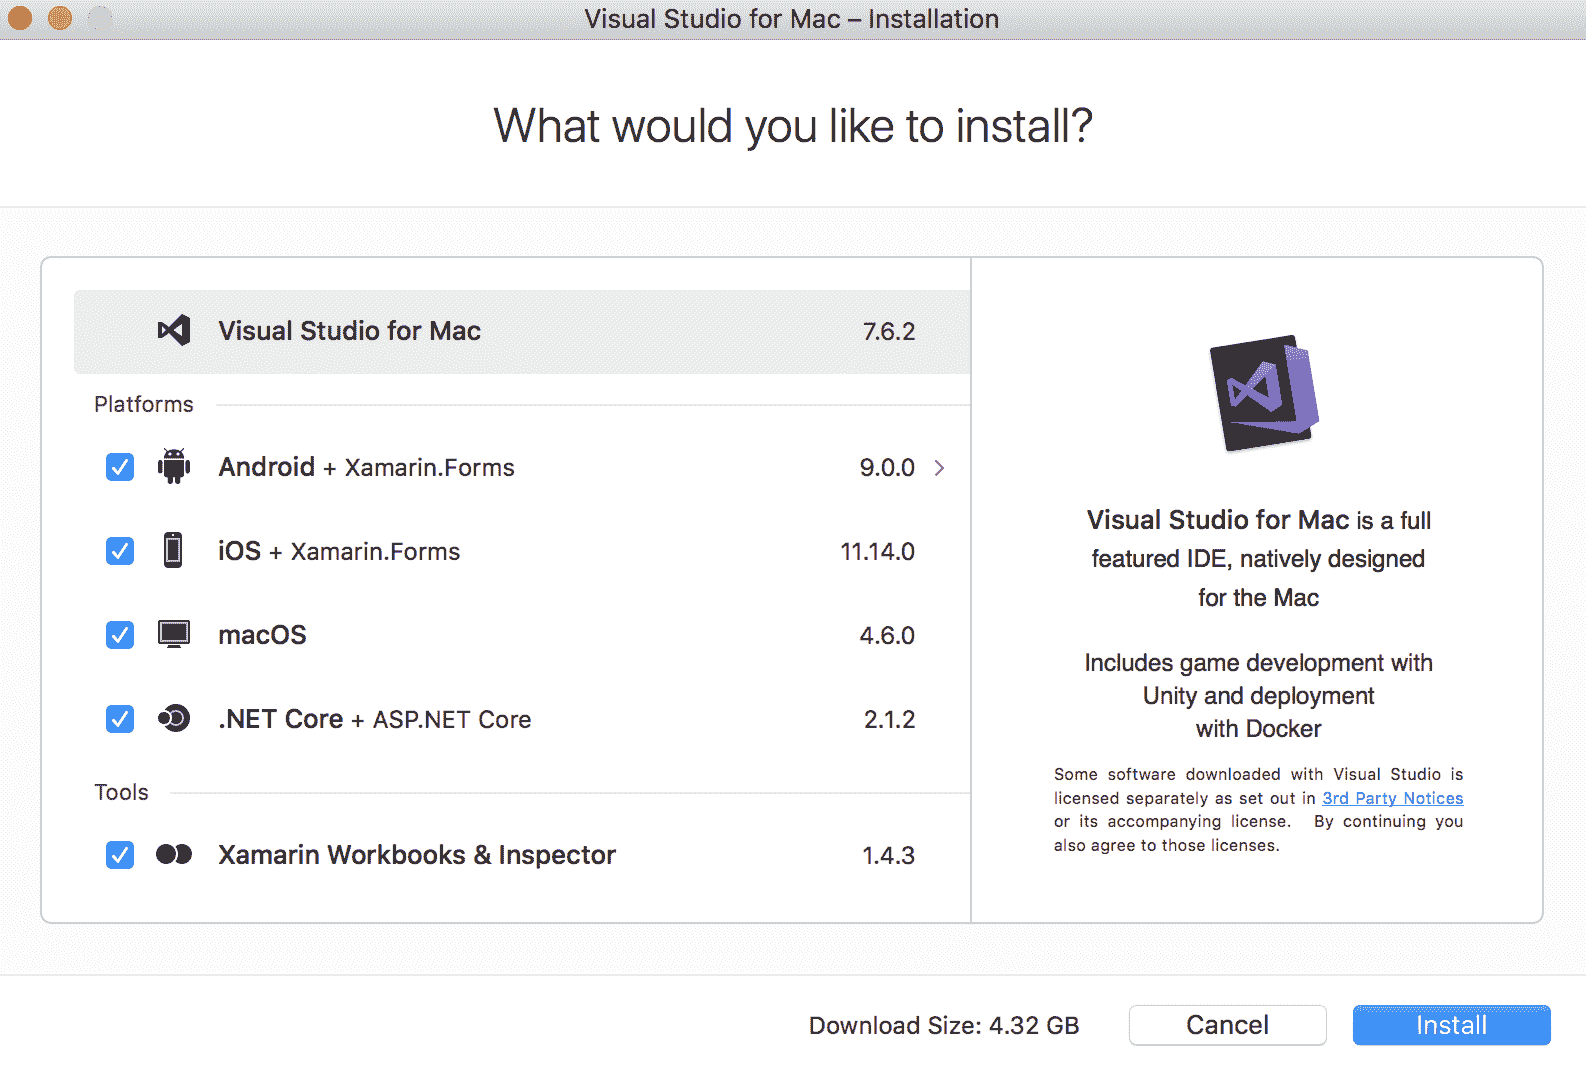 Visual Studio for Mac – Installation
What would you like to install?
Visual Studio for Mac 7.6.2
Platforms
Android + Xamarin.Forms 9.0.0
iOS + Xamarin.Forms 11.14.0
macOS 4.6.0
.NET Core + ASP.NET Core 2.1.2
Tools
Xamarin Workbooks & Inspector 1.4.3
Visual Studio for Mac is a full
featured IDE, natively designed
for the Mac
Includes game development with
Unity and deployment
with Docker
Some software downloaded with Visual Studio is
licensed separately as set out in 3rd Party Notices
or its accompanying license. By continuing you
also agree to those licenses.
Download Size: 4.32 GB
Cancel
Install